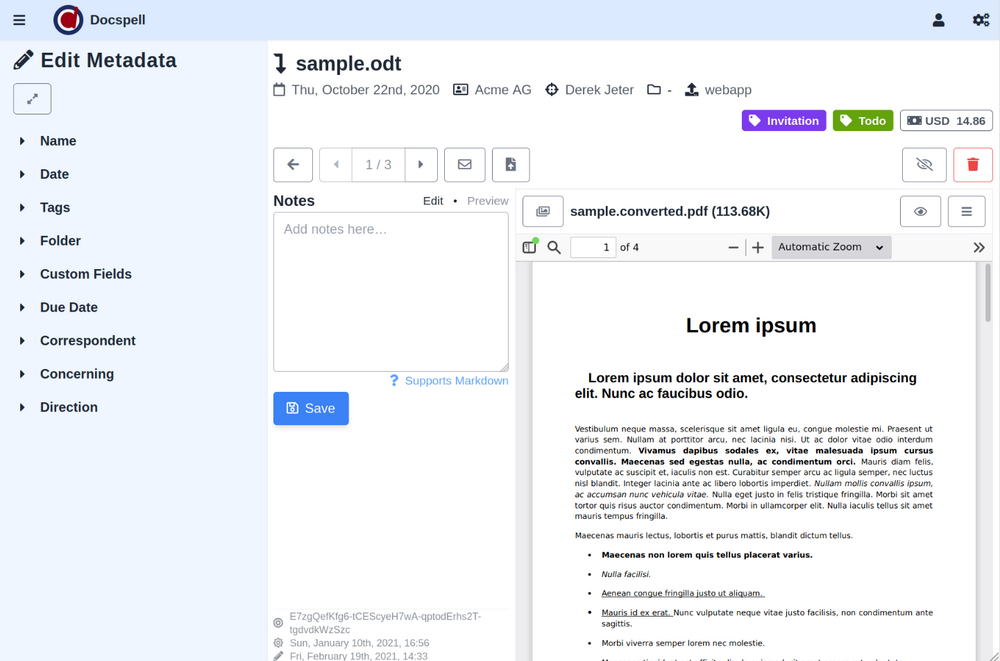 Docspell
Edit Metadata
Name
Date
Tags
Folder
Custom Fields
Due Date
Correspondent
Concerning
Direction
sample.odt
Thu, October 22nd, 2020 Acme AG Derek Jeter - webapp
Invitation Todo USD 14.86
1 / 3
Notes Edit • Preview
Add notes here…
? Supports Markdown
Save
E7zgQefKfg6-tCEScyeH7wA-qptodErhs2T-
tgdvdkWzSzc
Sun, January 10th, 2021, 16:56
Fri, February 19th, 2021, 14:33
sample.converted.pdf (113.68K)
1 of 4 Automatic Zoom
Lorem ipsum
Lorem ipsum dolor sit amet, consectetur adipiscing
elit. Nunc ac faucibus odio.
Vestibulum neque massa, scelerisque sit amet ligula eu, congue molestie mi. Praesent ut
varius sem. Nullam at porttitor arcu, nec lacinia nisi. Ut ac dolor vitae odio interdum
condimentum. Vivamus dapibus sodales ex, vitae malesuada ipsum cursus
convallis. Maecenas sed egestas nulla, ac condimentum orci. Mauris diam felis,
vulputate ac suscipit et, iaculis non est. Curabitur semper arcu ac ligula semper, nec luctus
nisl blandit. Integer lacinia ante ac libero lobortis imperdiet. Nullam mollis convallis ipsum,
ac accumsan nunc vehicula vitae. Nulla eget justo in felis tristique fringilla. Morbi sit amet
tortor quis risus auctor condimentum. Morbi in ullamcorper elit. Nulla iaculis tellus sit amet
mauris tempus fringilla.
Maecenas mauris lectus, lobortis et purus mattis, blandit dictum tellus.
• Maecenas non lorem quis tellus placerat varius.
• Nulla facilisi.
• Aenean congue fringilla justo ut aliquam.
• Mauris id ex erat. Nunc vulputate neque vitae justo facilisis, non condimentum ante
sagittis.
• Morbi viverra semper lorem nec molestie.